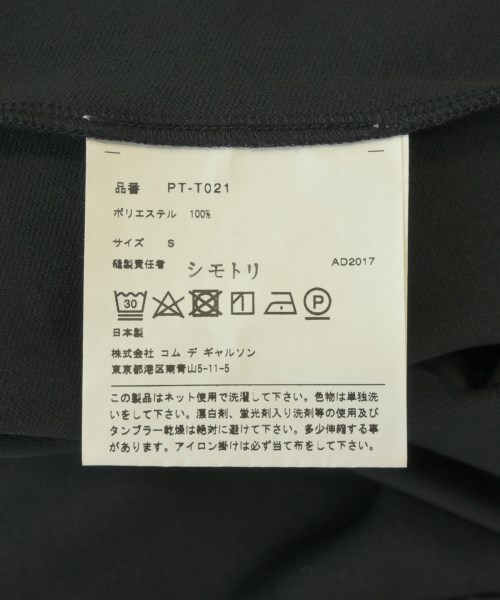 品番 PT-T021
ポリエステル 100%
サイズ S
縫製責任者 シモトリ AD2017
30 P
日本製
株式会社 コム デ ギャルソン
東京都港区南青山5-11-5
この製品はネット使用で洗濯して下さい。色物は単独洗
いをして下さい。漂白剤、蛍光剤入り洗剤等の使用及び
タンブラー乾燥は絶対に避けて下さい。多少伸縮する事
があります。アイロン掛けは必ず当て布をして下さい。